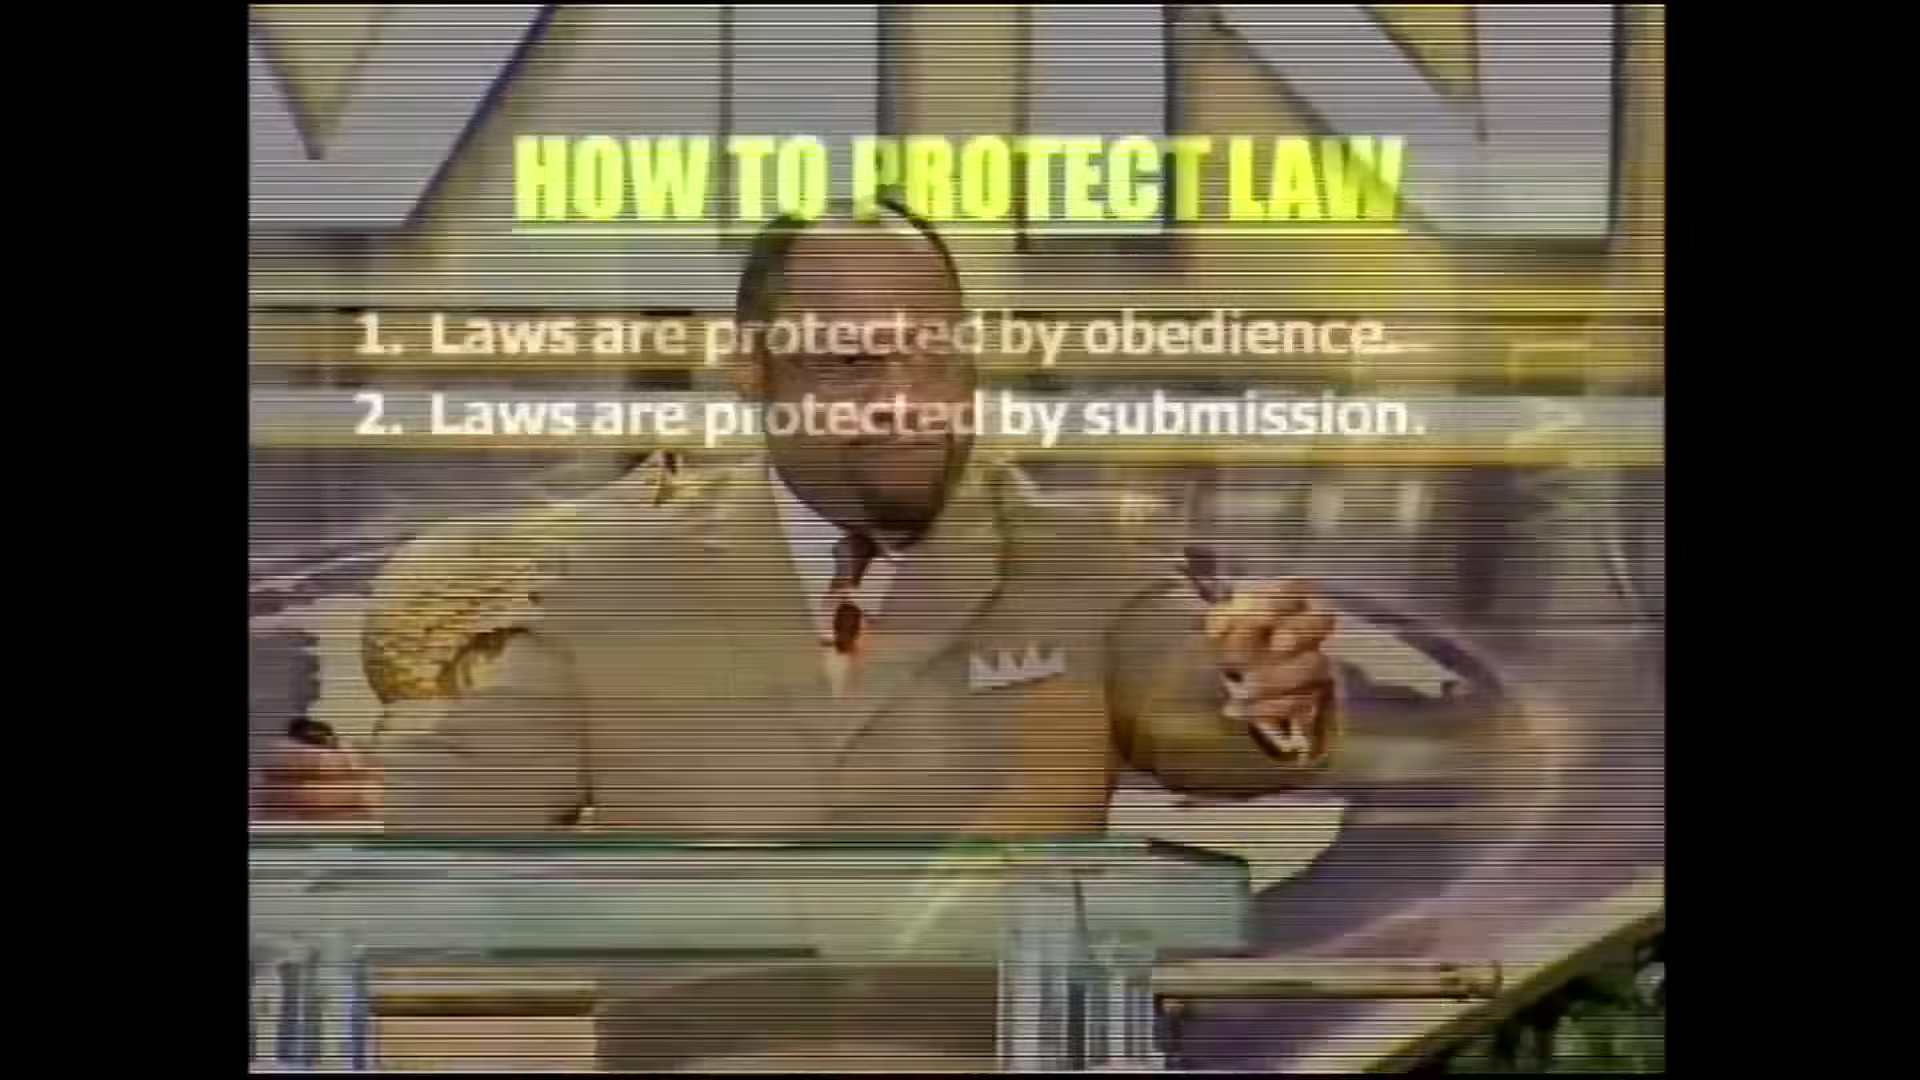 HOW TO PROTECT LAW
1. Laws are protected by obedience.
2. Laws are protected by submission.